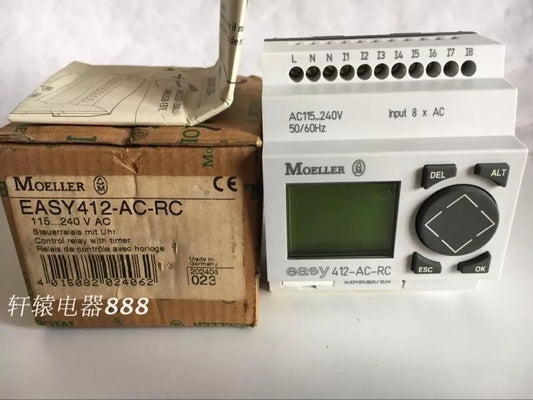 MOELLER
CE
EASY412-AC-RC
115...240 V AC
Steuerrelais mit Uhr
Control relay with timer
Relais de contrôle avec horloge
Made in
Germany
202406
023
4 015082 024062
轩辕电器888
L N N I1 I2 I3 I4 I5 I6 I7 I8
AC115...240V
50/60Hz
Input 8 x AC
MOELLER
DEL
ALT
easy 412-AC-RC
ESC
OK